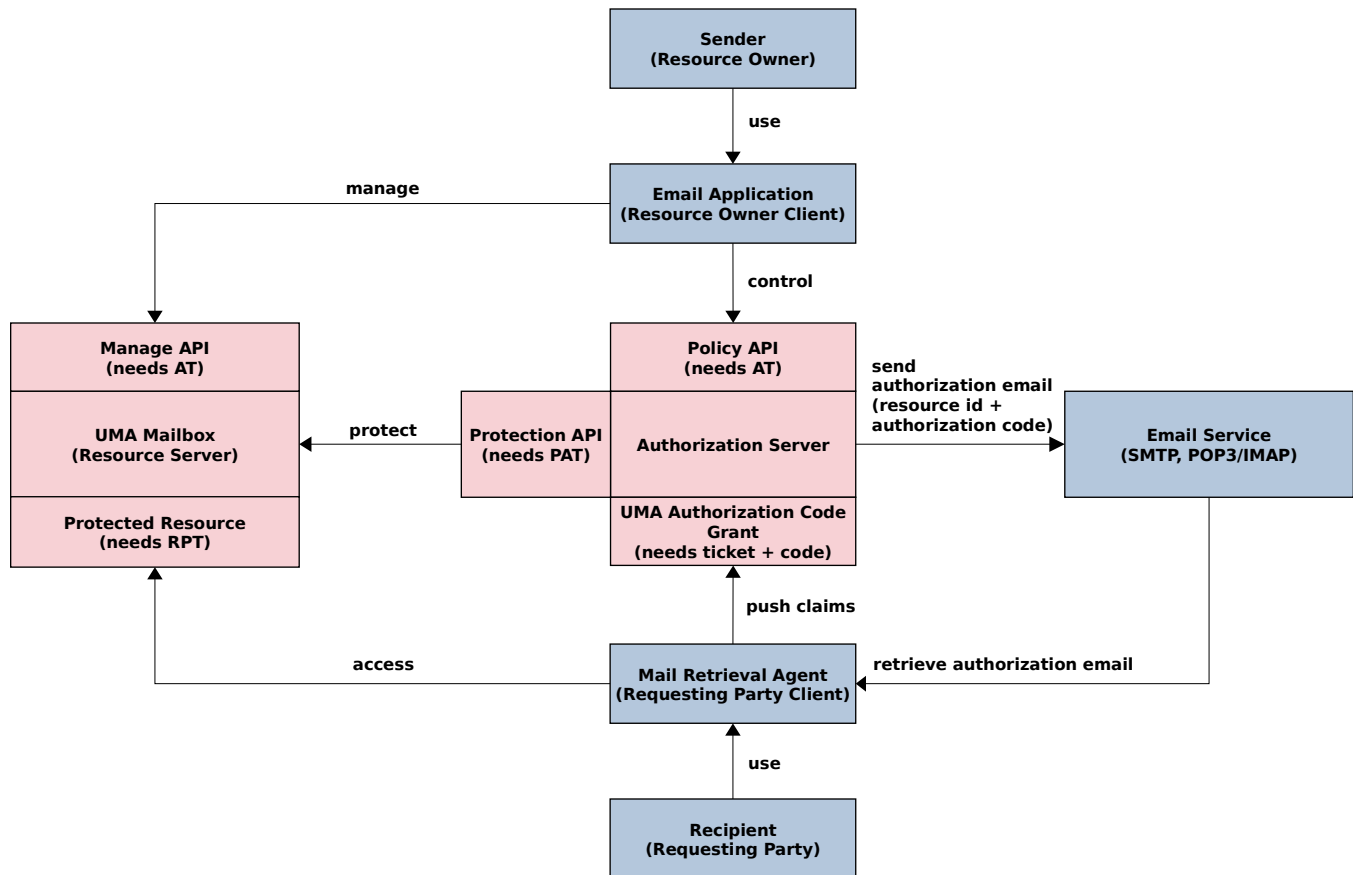 Sender
(Resource Owner)
use
Email Application
(Resource Owner Client)
manage
control
Manage API
(needs AT)
UMA Mailbox
(Resource Server)
Protected Resource
(needs RPT)
protect
Protection API
(needs PAT)
Policy API
(needs AT)
Authorization Server
UMA Authorization Code
Grant
(needs ticket + code)
send
authorization email
(resource id +
authorization code)
Email Service
(SMTP, POP3/IMAP)
push claims
access
Mail Retrieval Agent
(Requesting Party Client)
retrieve authorization email
use
Recipient
(Requesting Party)